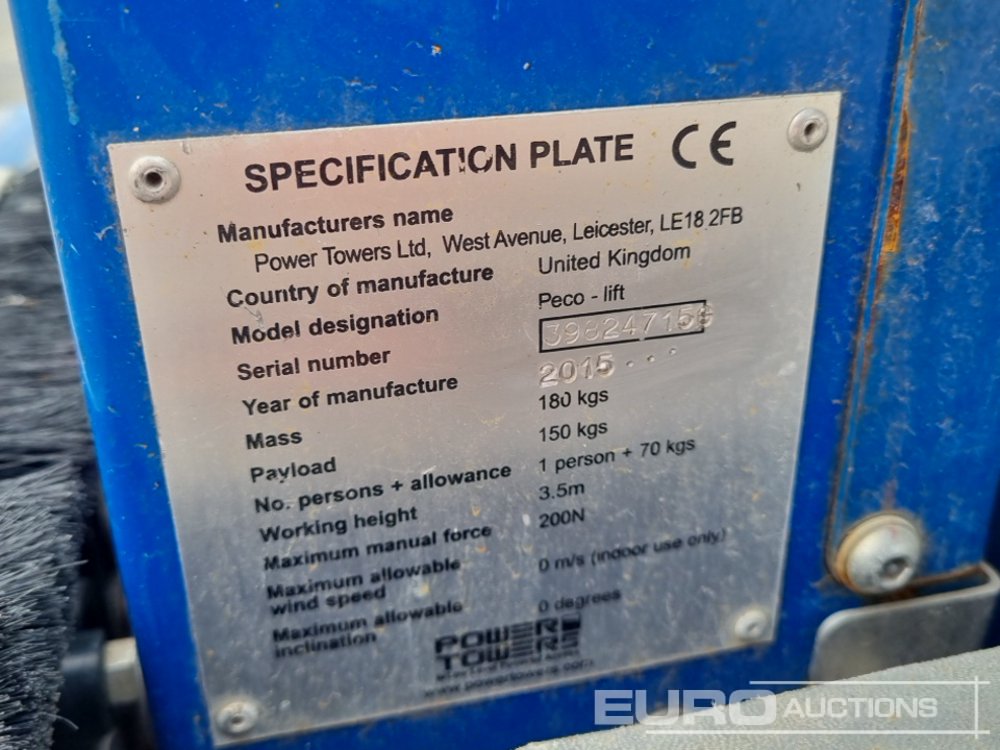 SPECIFICATION PLATE CE
Manufacturers name
Power Towers Ltd, West Avenue, Leicester, LE18 2FB
Country of manufacture United Kingdom
Model designation Peco - lift
Serial number
Year of manufacture 2015
Mass 180 kgs
Payload 150 kgs
No. persons + allowance 1 person + 70 kgs
Working height 3.5m
Maximum manual force 200N
Maximum allowable
wind speed 0 m/s (indoor use only)
Maximum allowable
inclination 0 degrees
POWER
TOWERS
EURO AUCTIONS